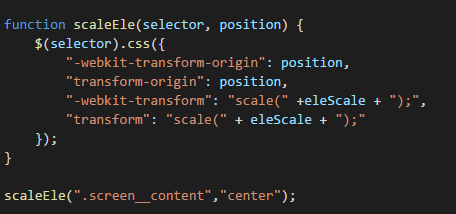 function scaleEle(selector, position) {
    $(selector).css({
        "-webkit-transform-origin": position,
        "transform-origin": position,
        "-webkit-transform": "scale(" +eleScale + ");",
        "transform": "scale(" + eleScale + ");"
    });
}

scaleEle(".screen__content","center");